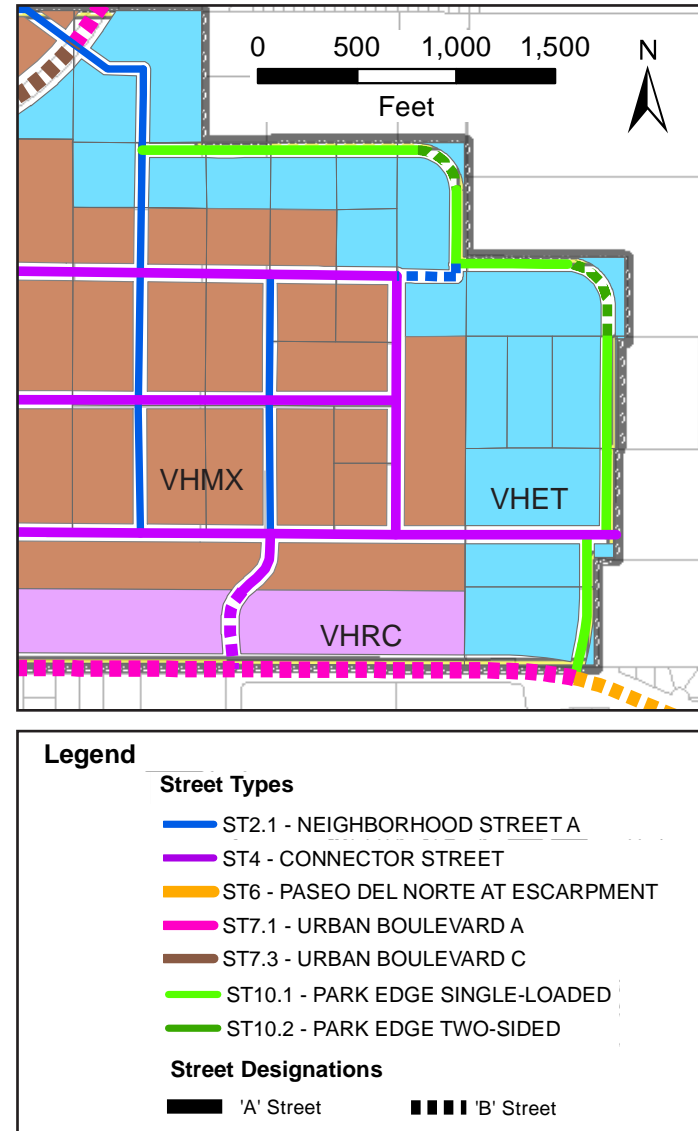 0 500 1,000 1,500
Feet
N
VHMX
VHET
VHRC
Legend
Street Types
ST2.1 - NEIGHBORHOOD STREET A
ST4 - CONNECTOR STREET
ST6 - PASEO DEL NORTE AT ESCARPMENT
ST7.1 - URBAN BOULEVARD A
ST7.3 - URBAN BOULEVARD C
ST10.1 - PARK EDGE SINGLE-LOADED
ST10.2 - PARK EDGE TWO-SIDED
Street Designations
'A' Street 'B' Street